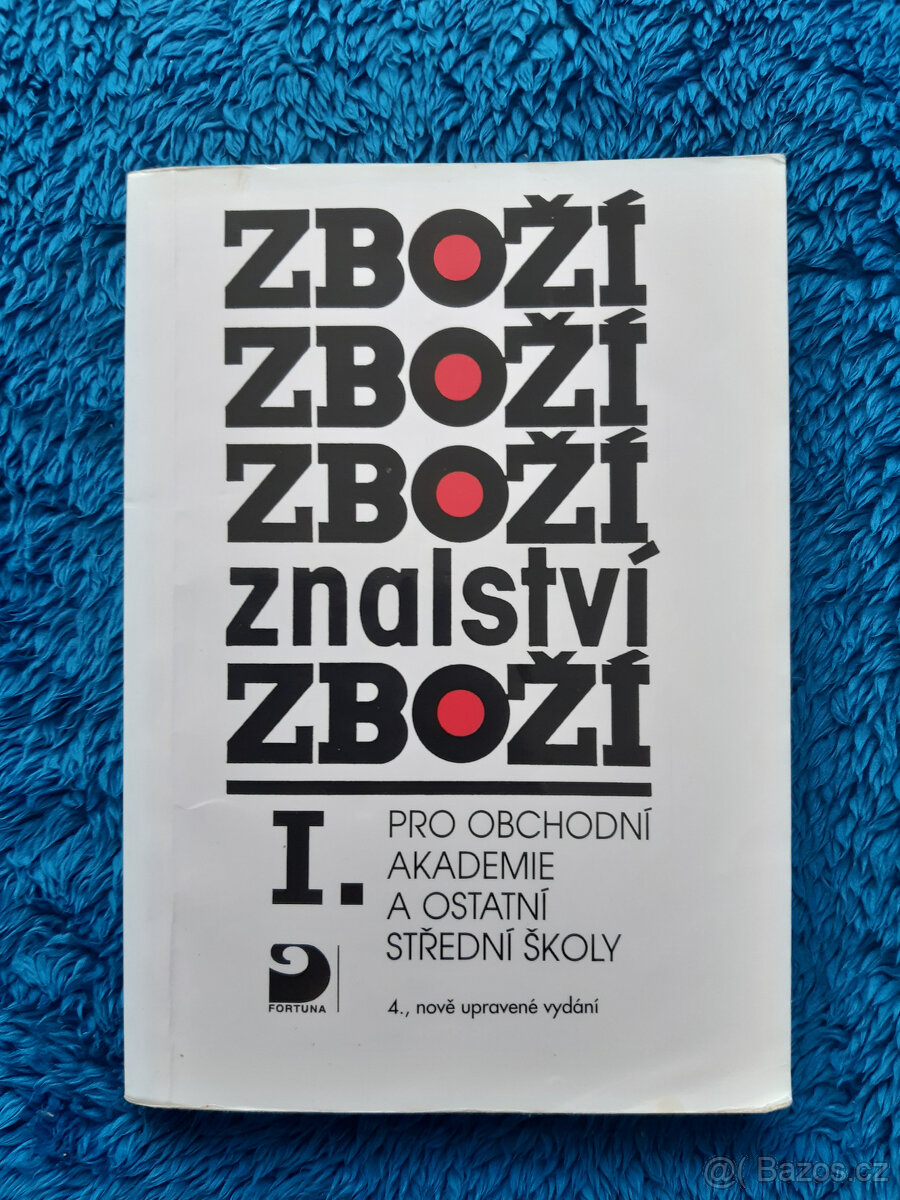 ZBOŽÍ
ZBOŽÍ
ZBOŽÍ
znalství
ZBOŽÍ
I.
PRO OBCHODNÍ
AKADEMIE
A OSTATNÍ
STŘEDNÍ ŠKOLY
FORTUNA
4., nově upravené vydání
@( Bazos.cz